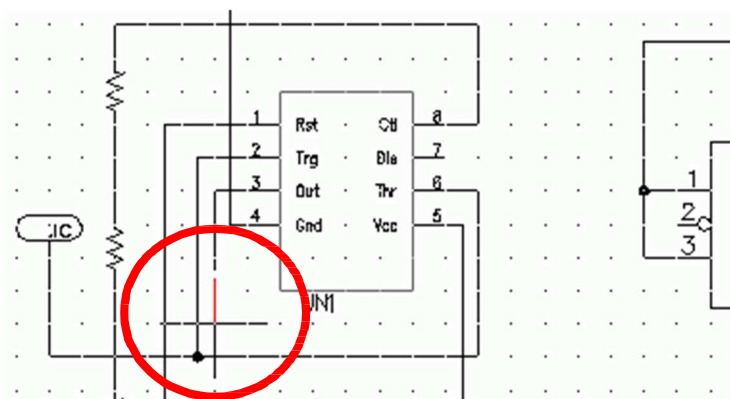 1 Rst Ctl 8
2 Trg Dis 7
3 Out Thr 6
4 Gnd Vcc 5
UN1
1
2
3